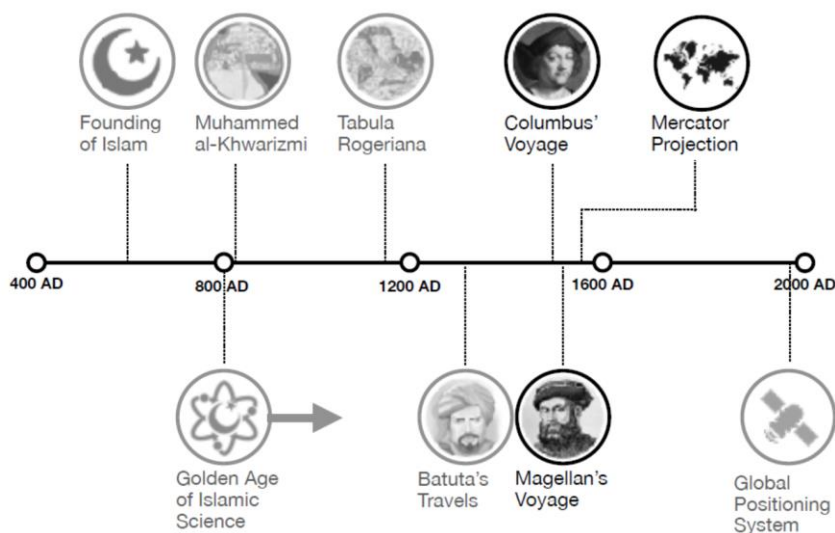 Founding
of Islam
Muhammed
al-Khwarizmi
Tabula
Rogeriana
Columbus'
Voyage
Mercator
Projection
400 AD
800 AD
1200 AD
1600 AD
2000 AD
Golden Age
of Islamic
Science
Batuta's
Travels
Magellan's
Voyage
Global
Positioning
System